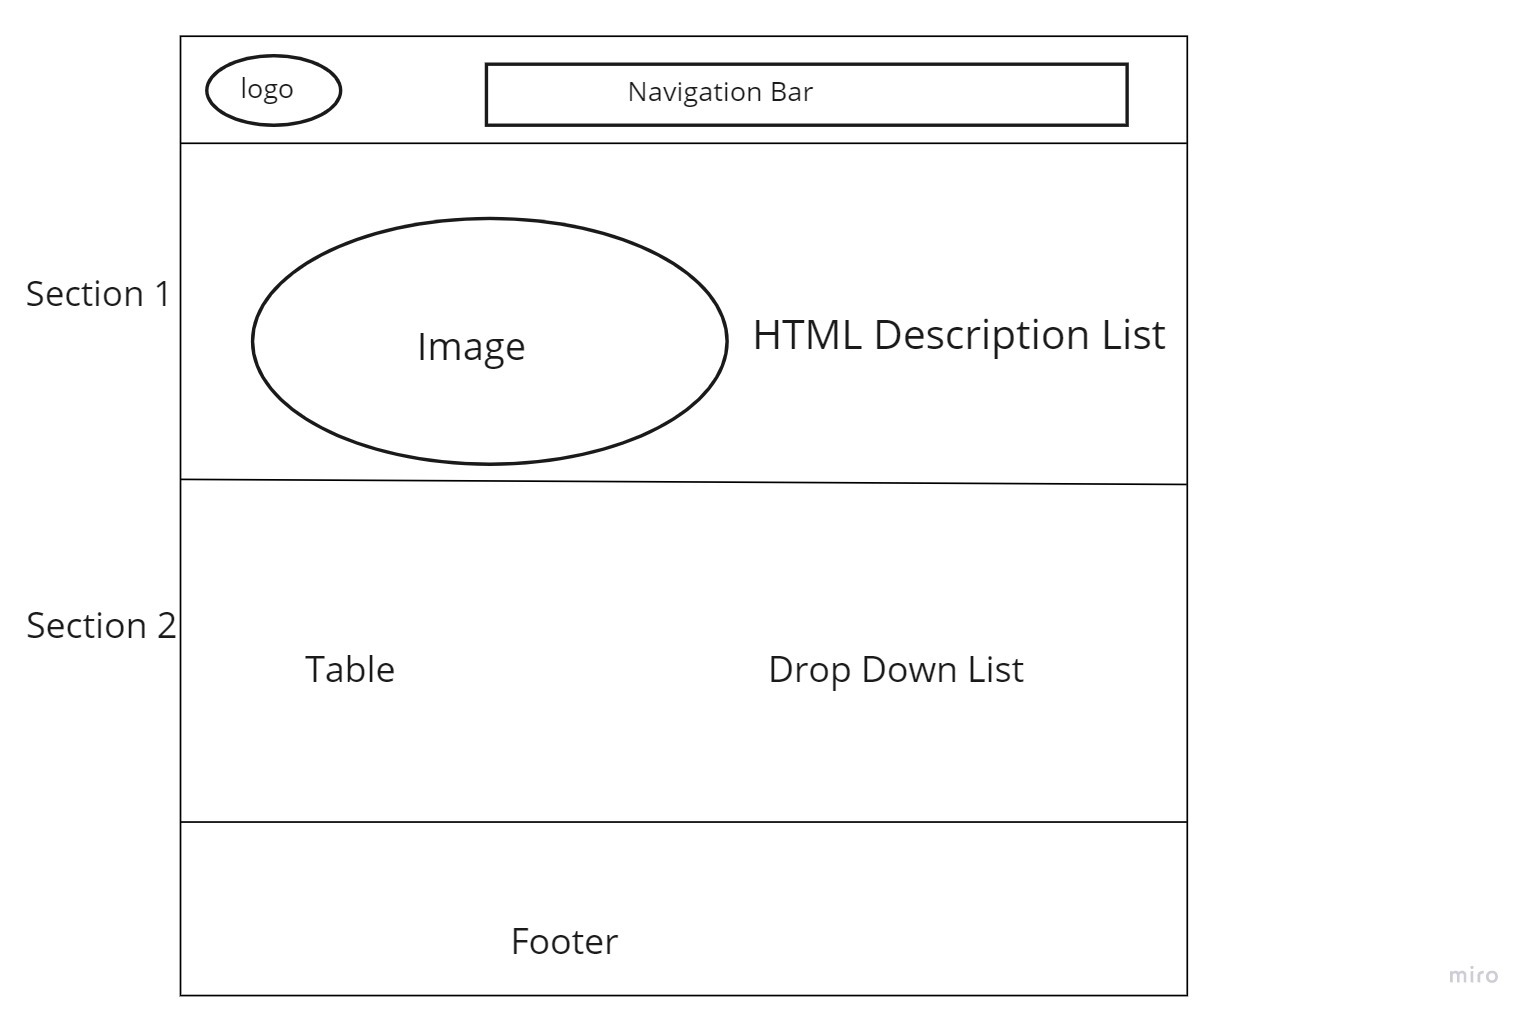 logo
Navigation Bar
Section 1
Image
HTML Description List
Section 2
Table
Drop Down List
Footer
miro